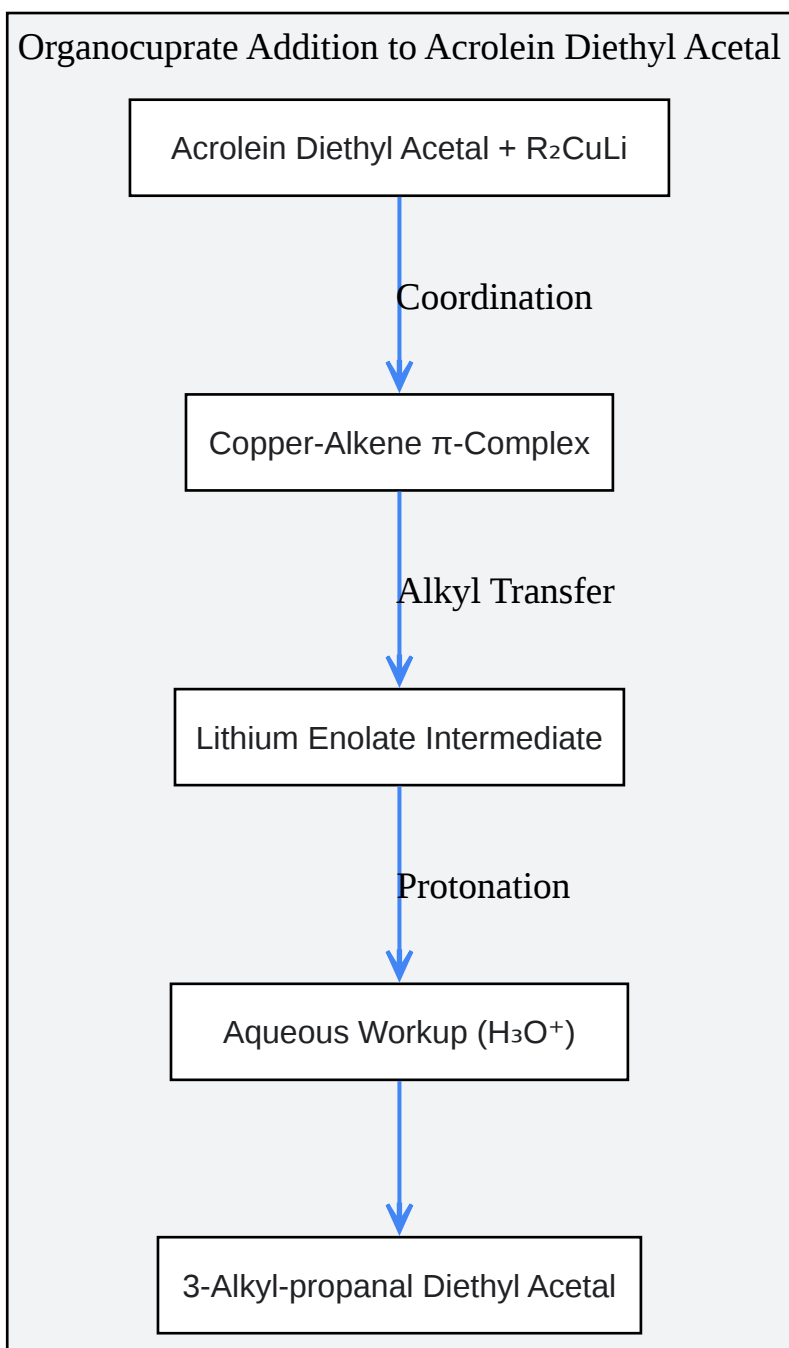 Organocuprate Addition to Acrolein Diethyl Acetal
Acrolein Diethyl Acetal + R₂CuLi
Coordination
Copper-Alkene π-Complex
Alkyl Transfer
Lithium Enolate Intermediate
Protonation
Aqueous Workup (H₃O⁺)
3-Alkyl-propanal Diethyl Acetal